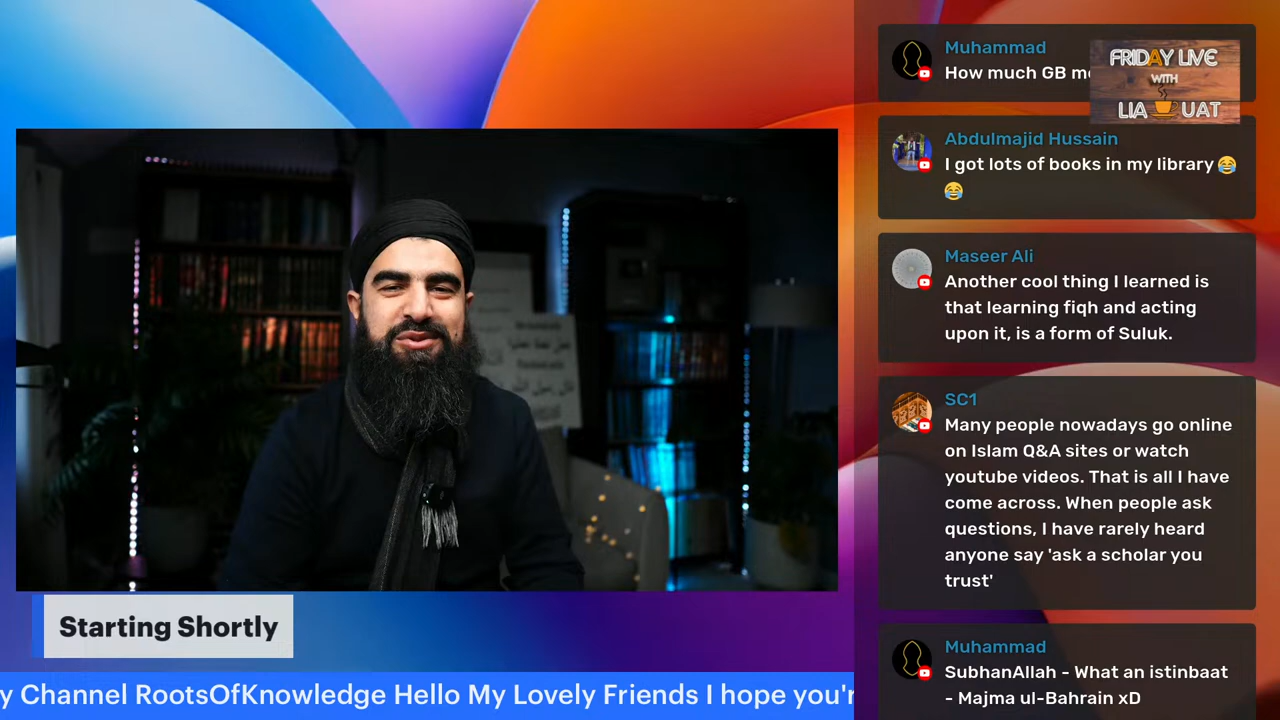 Muhammad
How much GB
FRIDAY LIVE
WITH
LIA UAT
Abdulmajid Hussain
I got lots of books in my library 😂
😂
Maseer Ali
Another cool thing I learned is
that learning fiqh and acting
upon it, is a form of Suluk.
SC1
Many people nowadays go online
on Islam Q&A sites or watch
youtube videos. That is all I have
come across. When people ask
questions, I have rarely heard
anyone say 'ask a scholar you
trust'
Muhammad
SubhanAllah - What an istinbaat
- Majma ul-Bahrain xD
Starting Shortly
y Channel RootsOfKnowledge Hello My Lovely Friends I hope you'r